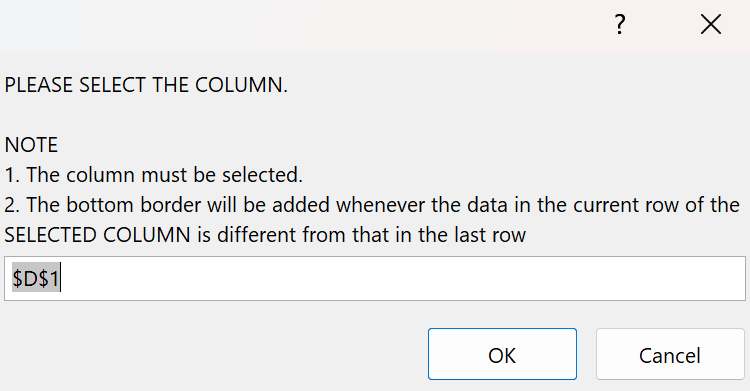 ?
PLEASE SELECT THE COLUMN.
NOTE
1. The column must be selected.
2. The bottom border will be added whenever the data in the current row of the
SELECTED COLUMN is different from that in the last row
$D$1
OK Cancel